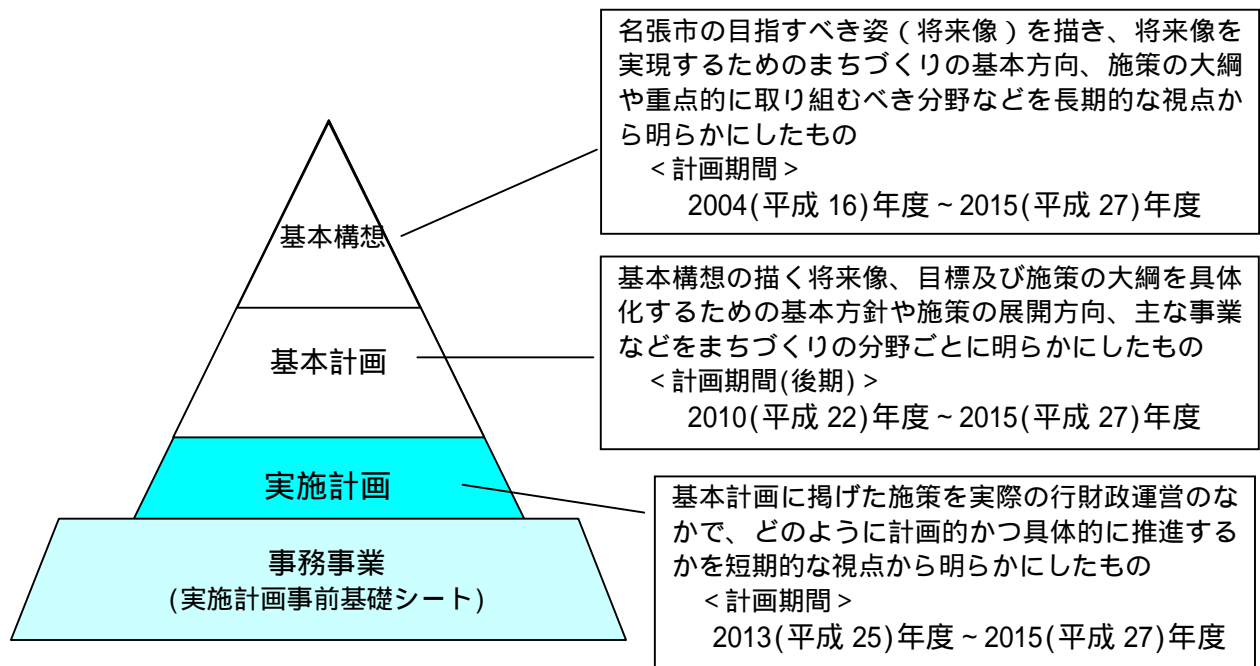 名張市の目指すべき姿（将来像）を描き、将来像を
実現するためのまちづくりの基本方向、施策の大綱
や重点的に取り組むべき分野などを長期的な視点か
ら明らかにしたもの
＜計画期間＞
2004(平成 16)年度～2015(平成 27)年度
基本構想
基本構想の描く将来像、目標及び施策の大綱を具体
化するための基本方針や施策の展開方向、主な事業
などをまちづくりの分野ごとに明らかにしたもの
＜計画期間(後期)＞
2010(平成 22)年度～2015(平成 27)年度
基本計画
実施計画
基本計画に掲げた施策を実際の行財政運営のな
かで、どのように計画的かつ具体的に推進する
かを短期的な視点から明らかにしたもの
＜計画期間＞
2013(平成 25)年度～2015(平成 27)年度
事務事業
(実施計画事前基礎シート)